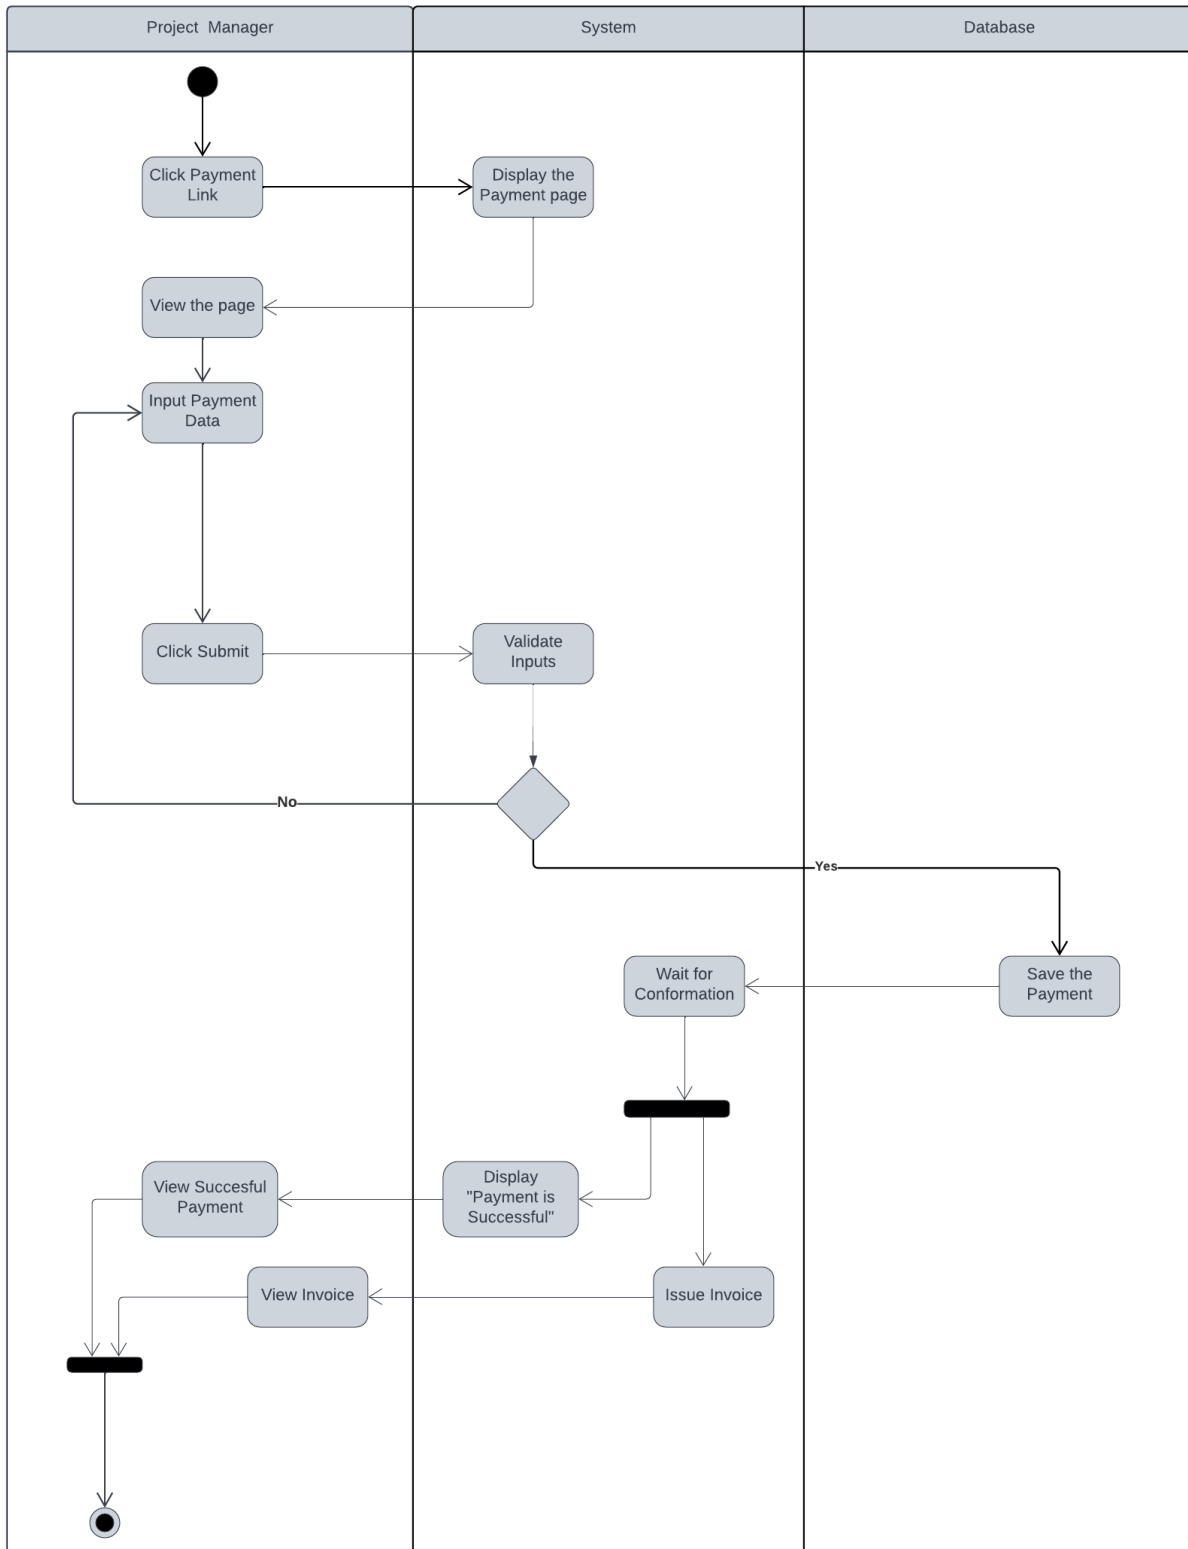 Project  Manager
System
Database
Click Payment
Link
Display the
Payment page
View the page
Input Payment
Data
Click Submit
Validate
Inputs
No
Yes
Wait for
Conformation
Save the
Payment
View Succesful
Payment
Display
"Payment is
Successful"
View Invoice
Issue Invoice